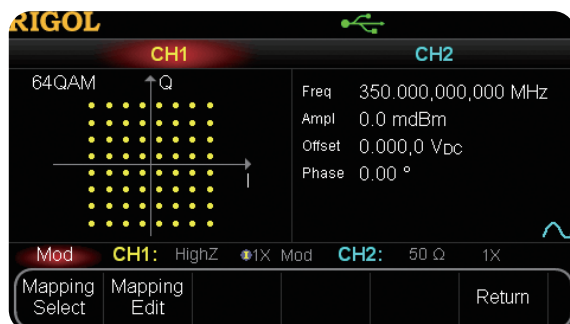 RIGOL
CH1 CH2
64QAM Q
I
Freq 350.000,000,000 MHz
Ampl 0.0 mdBm
Offset 0.000,0 VDC
Phase 0.00 °
Mod CH1: HighZ 1X Mod CH2: 50 Ω 1X
Mapping Select Mapping Edit Return